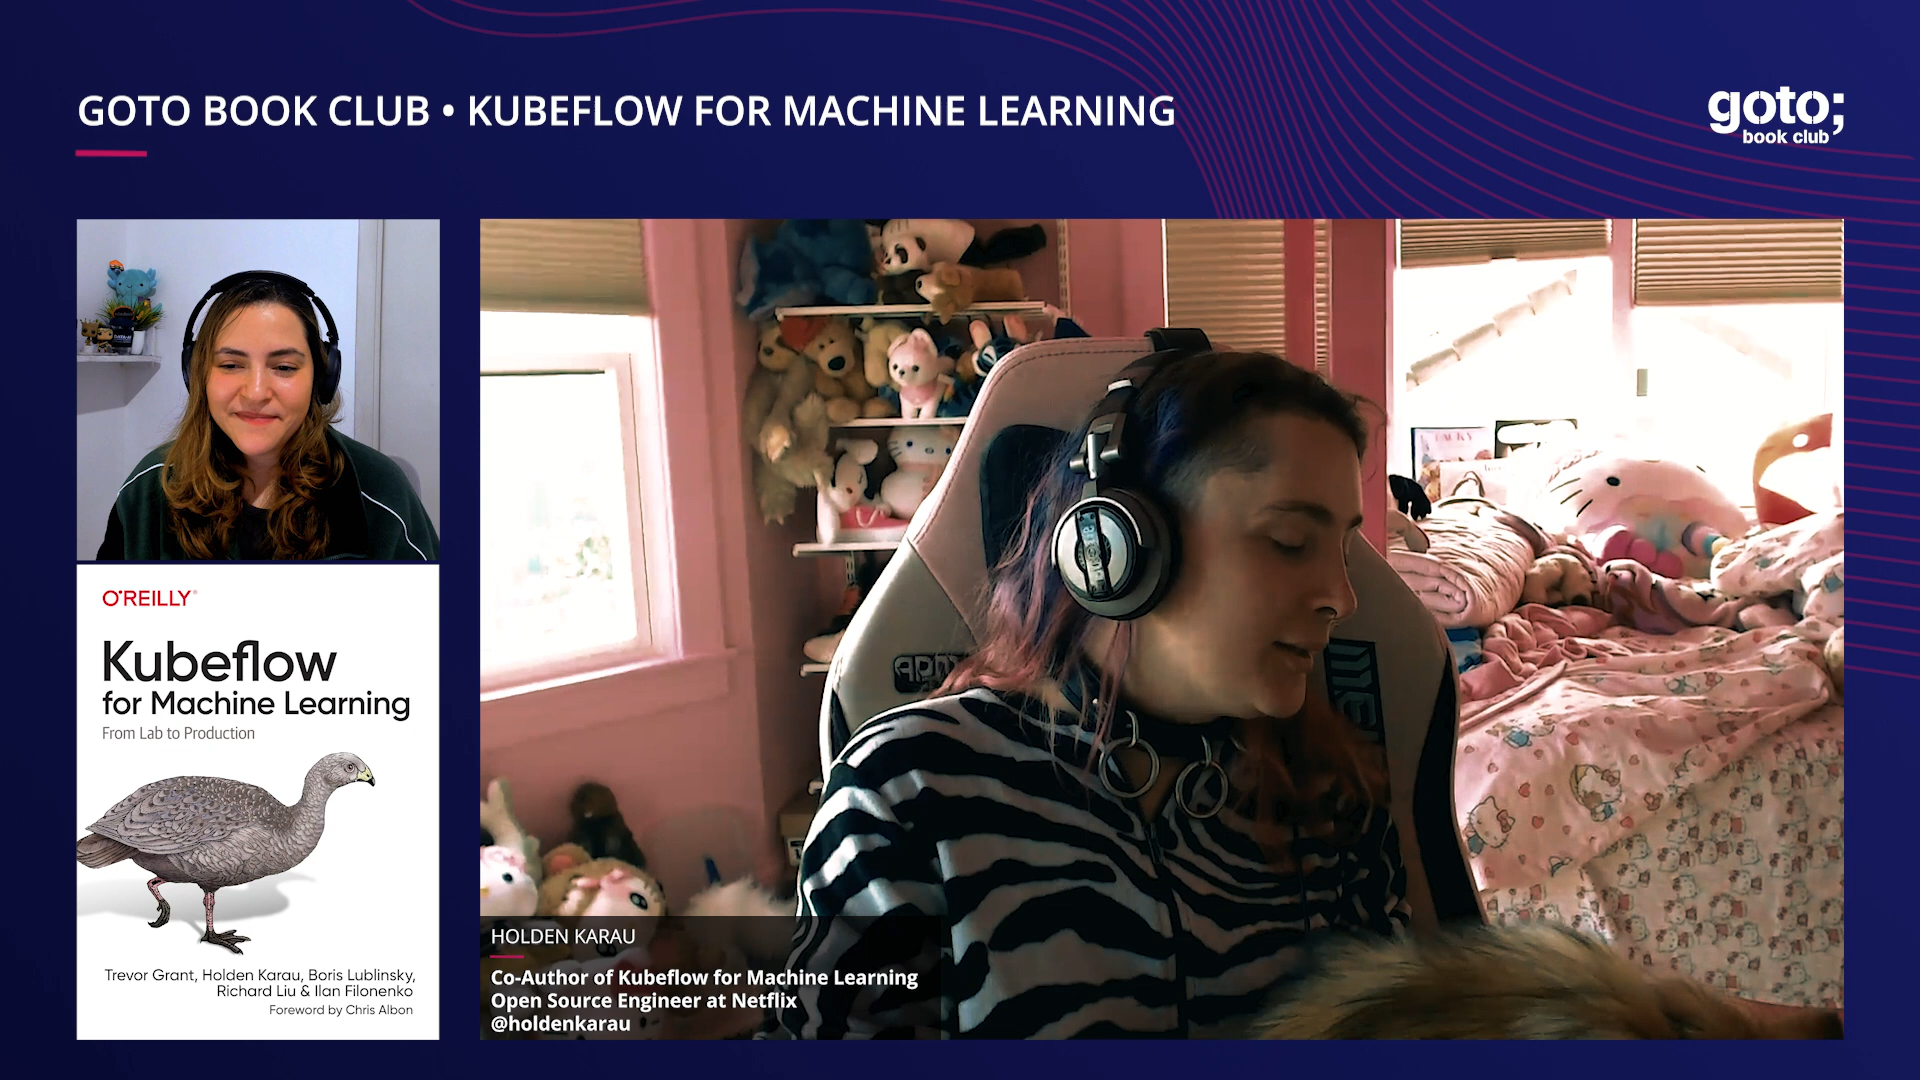 GOTO BOOK CLUB • KUBEFLOW FOR MACHINE LEARNING
goto;
book club
O'REILLY
Kubeflow
for Machine Learning
From Lab to Production
Trevor Grant, Holden Karau, Boris Lublinsky,
Richard Liu & Ilan Filonenko
Foreword by Chris Albon
HOLDEN KARAU
Co-Author of Kubeflow for Machine Learning
Open Source Engineer at Netflix
@holdenkarau